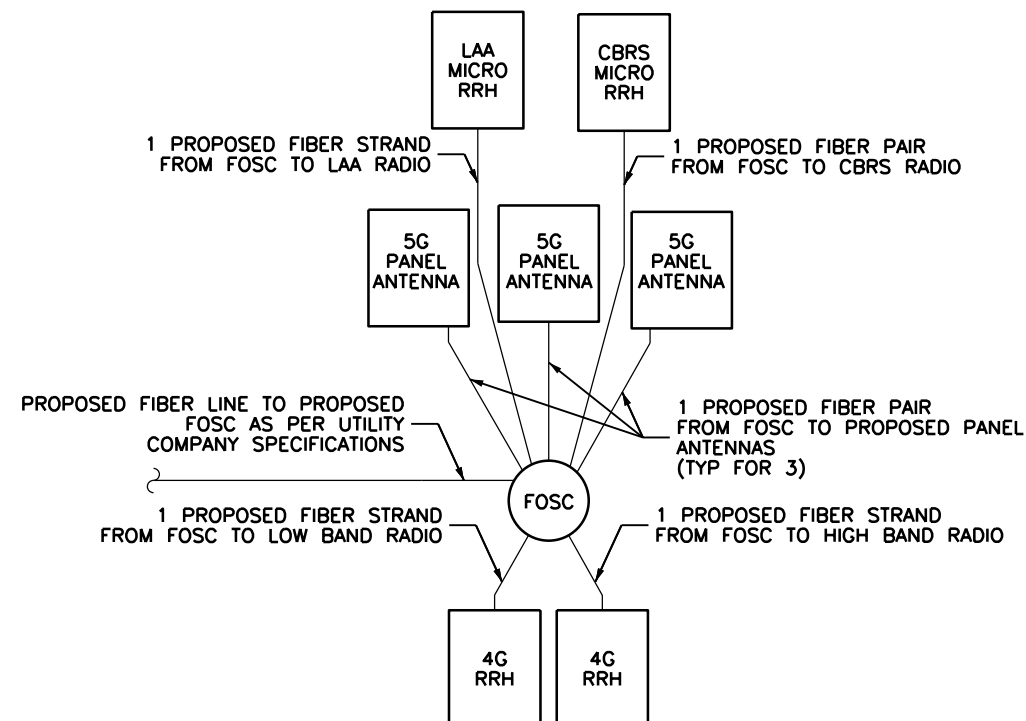 LAA
MICRO
RRH
CBRS
MICRO
RRH
1 PROPOSED FIBER STRAND
FROM FOSC TO LAA RADIO
1 PROPOSED FIBER PAIR
FROM FOSC TO CBRS RADIO
5G
PANEL
ANTENNA
5G
PANEL
ANTENNA
5G
PANEL
ANTENNA
PROPOSED FIBER LINE TO PROPOSED
FOSC AS PER UTILITY
COMPANY SPECIFICATIONS
1 PROPOSED FIBER PAIR
FROM FOSC TO PROPOSED PANEL
ANTENNAS
(TYP FOR 3)
FOSC
1 PROPOSED FIBER STRAND
FROM FOSC TO LOW BAND RADIO
1 PROPOSED FIBER STRAND
FROM FOSC TO HIGH BAND RADIO
4G
RRH
4G
RRH